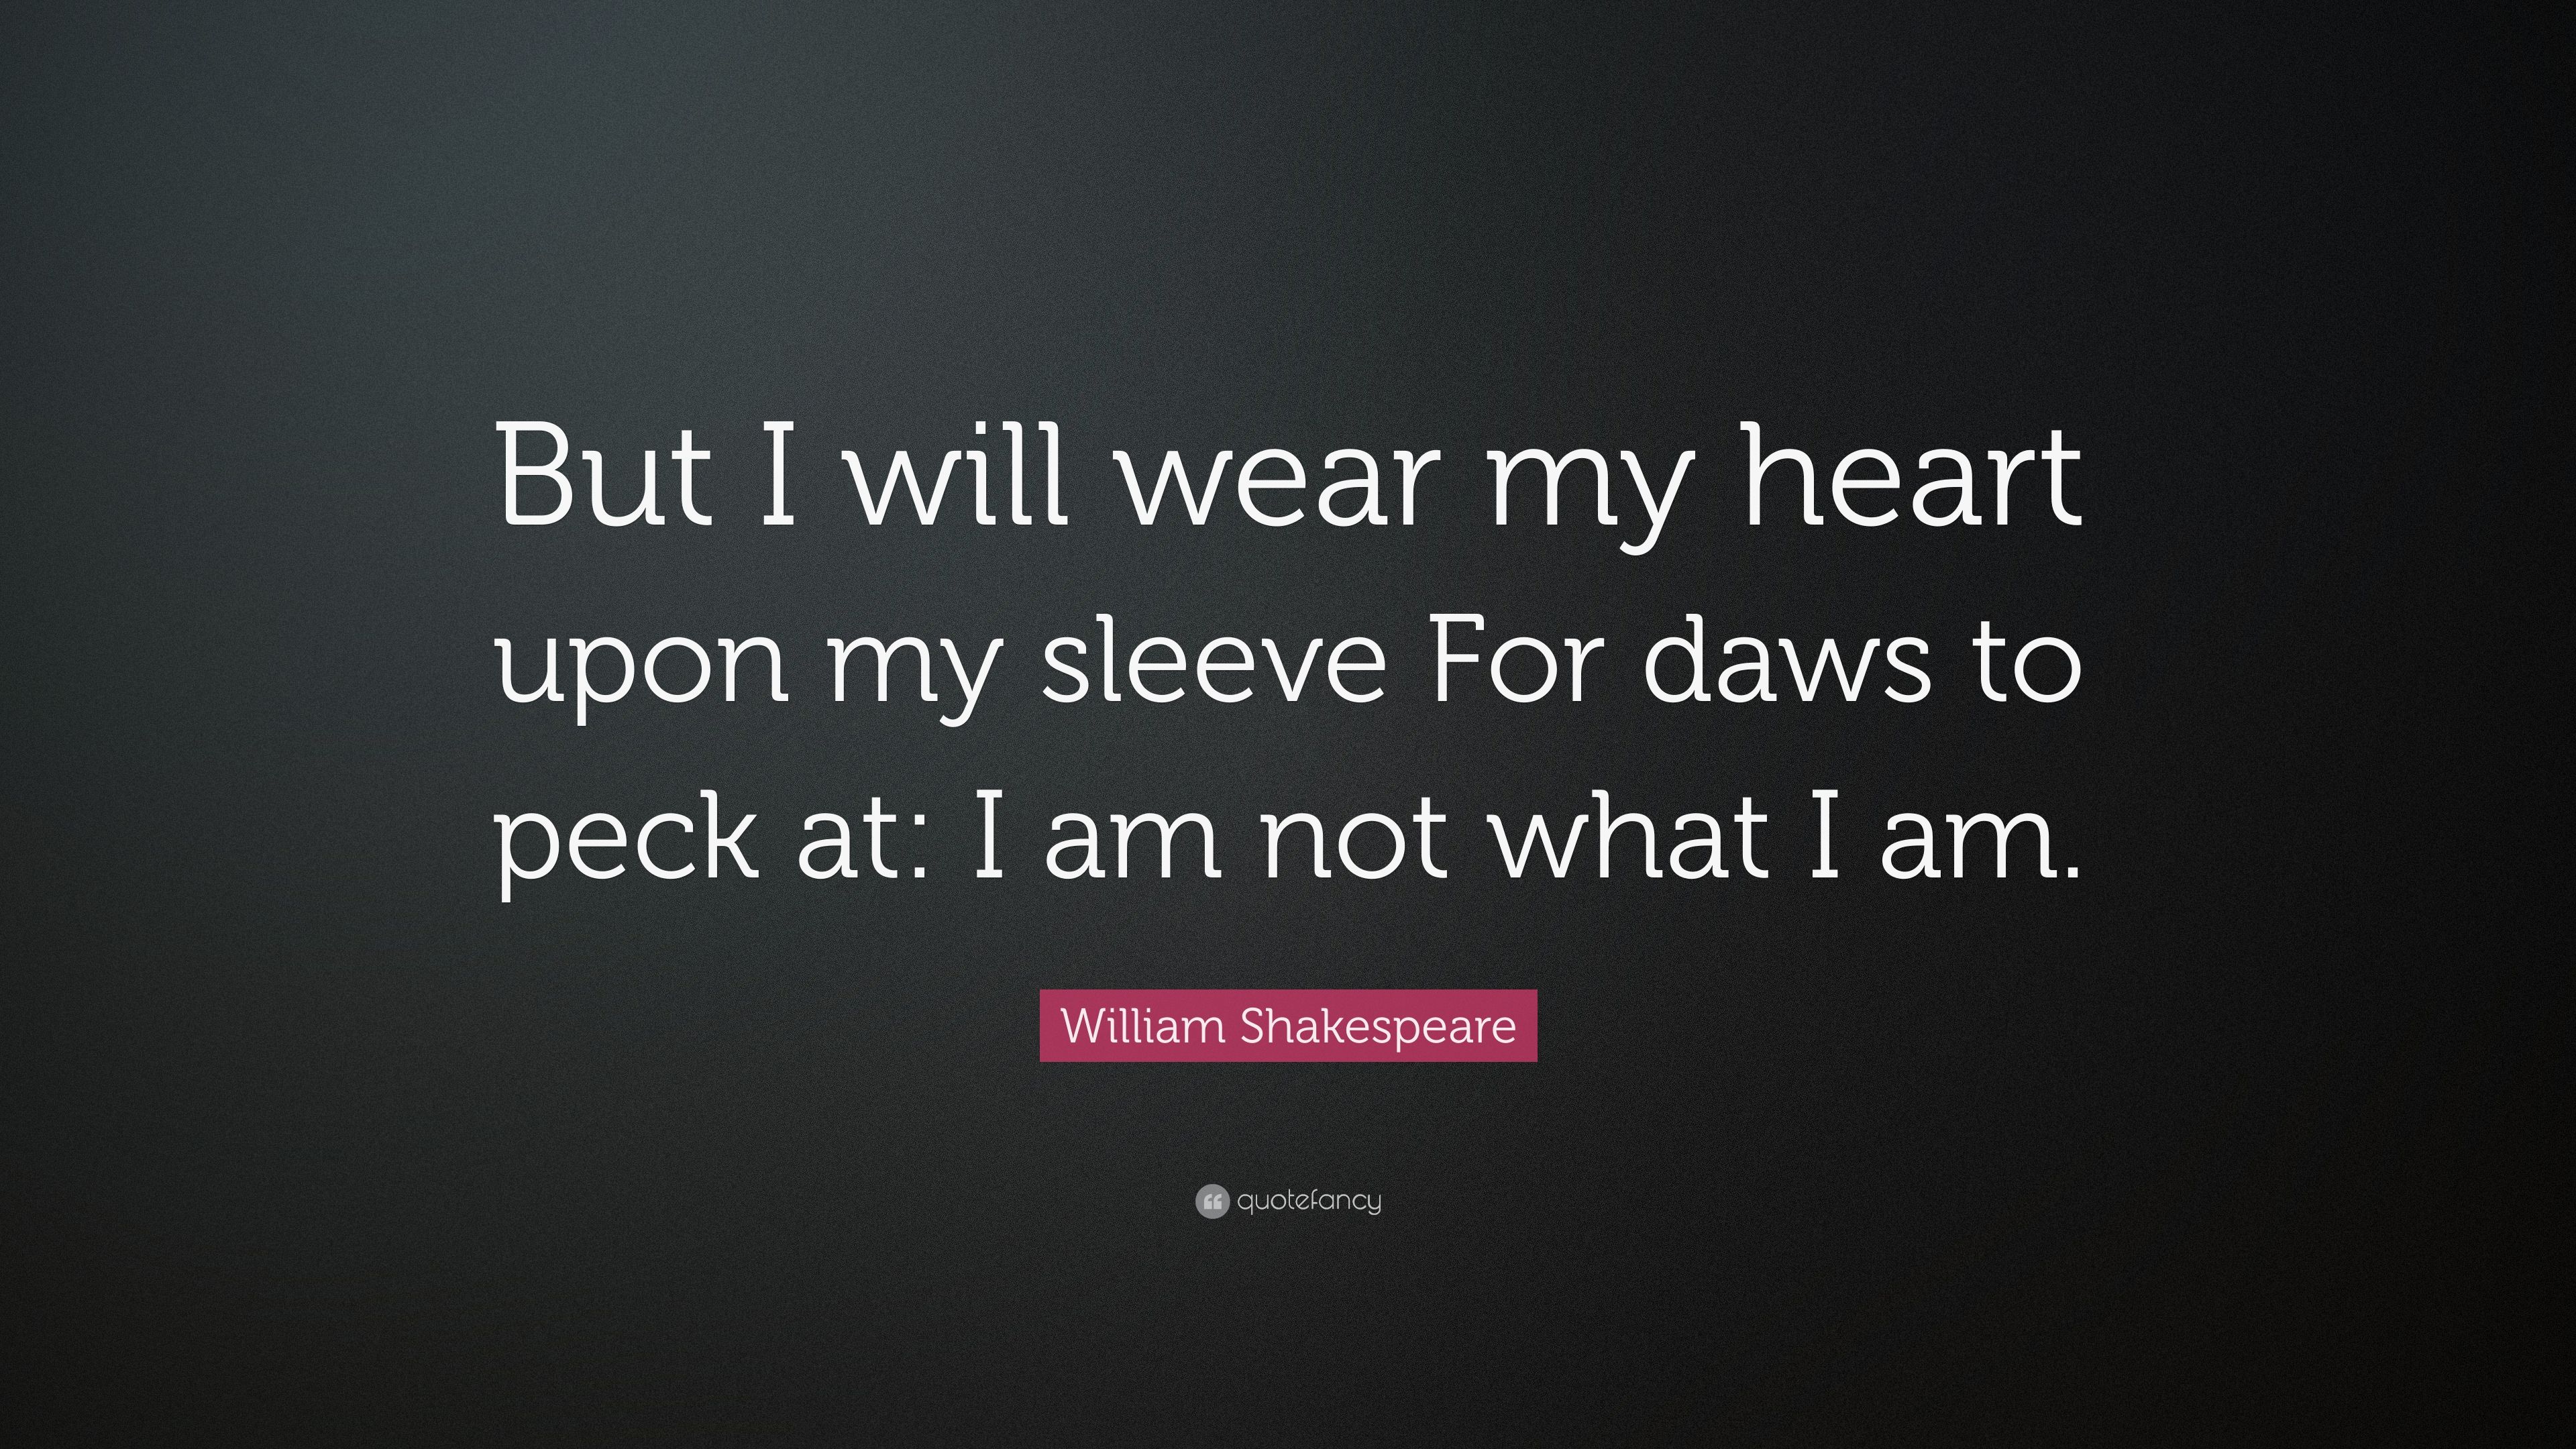 But I will wear my heart
upon my sleeve For daws to
peck at: I am not what I am.
William Shakespeare
quotefancy